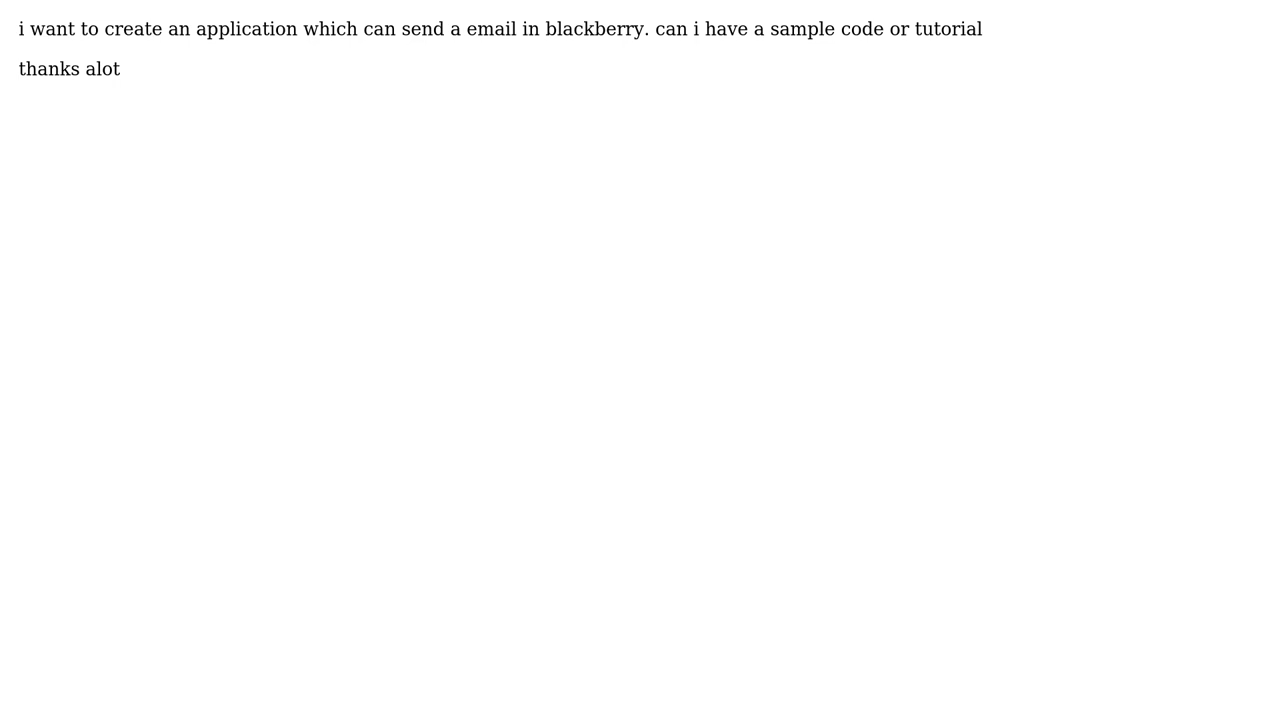 i want to create an application which can send a email in blackberry. can i have a sample code or tutorial
thanks alot